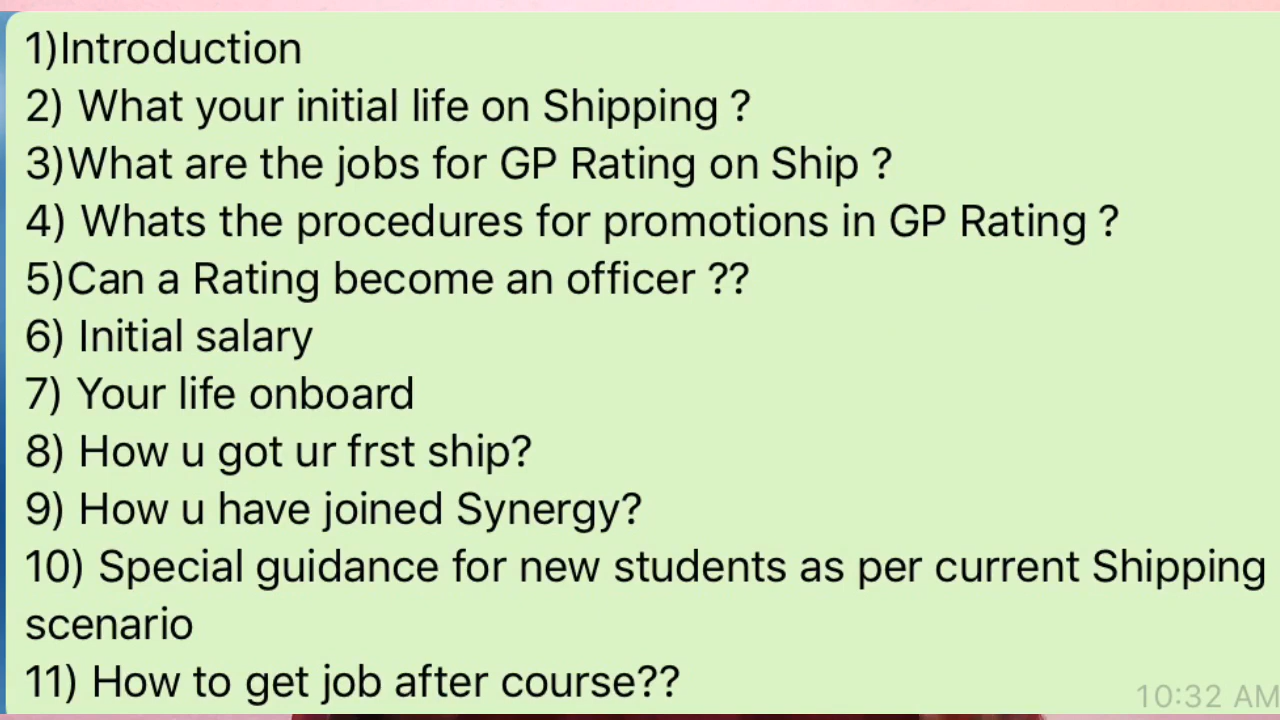 1)Introduction
2) What your initial life on Shipping ?
3)What are the jobs for GP Rating on Ship ?
4) Whats the procedures for promotions in GP Rating ?
5)Can a Rating become an officer ??
6) Initial salary
7) Your life onboard
8) How u got ur frst ship?
9) How u have joined Synergy?
10) Special guidance for new students as per current Shipping
scenario
11) How to get job after course??
10:32 AM